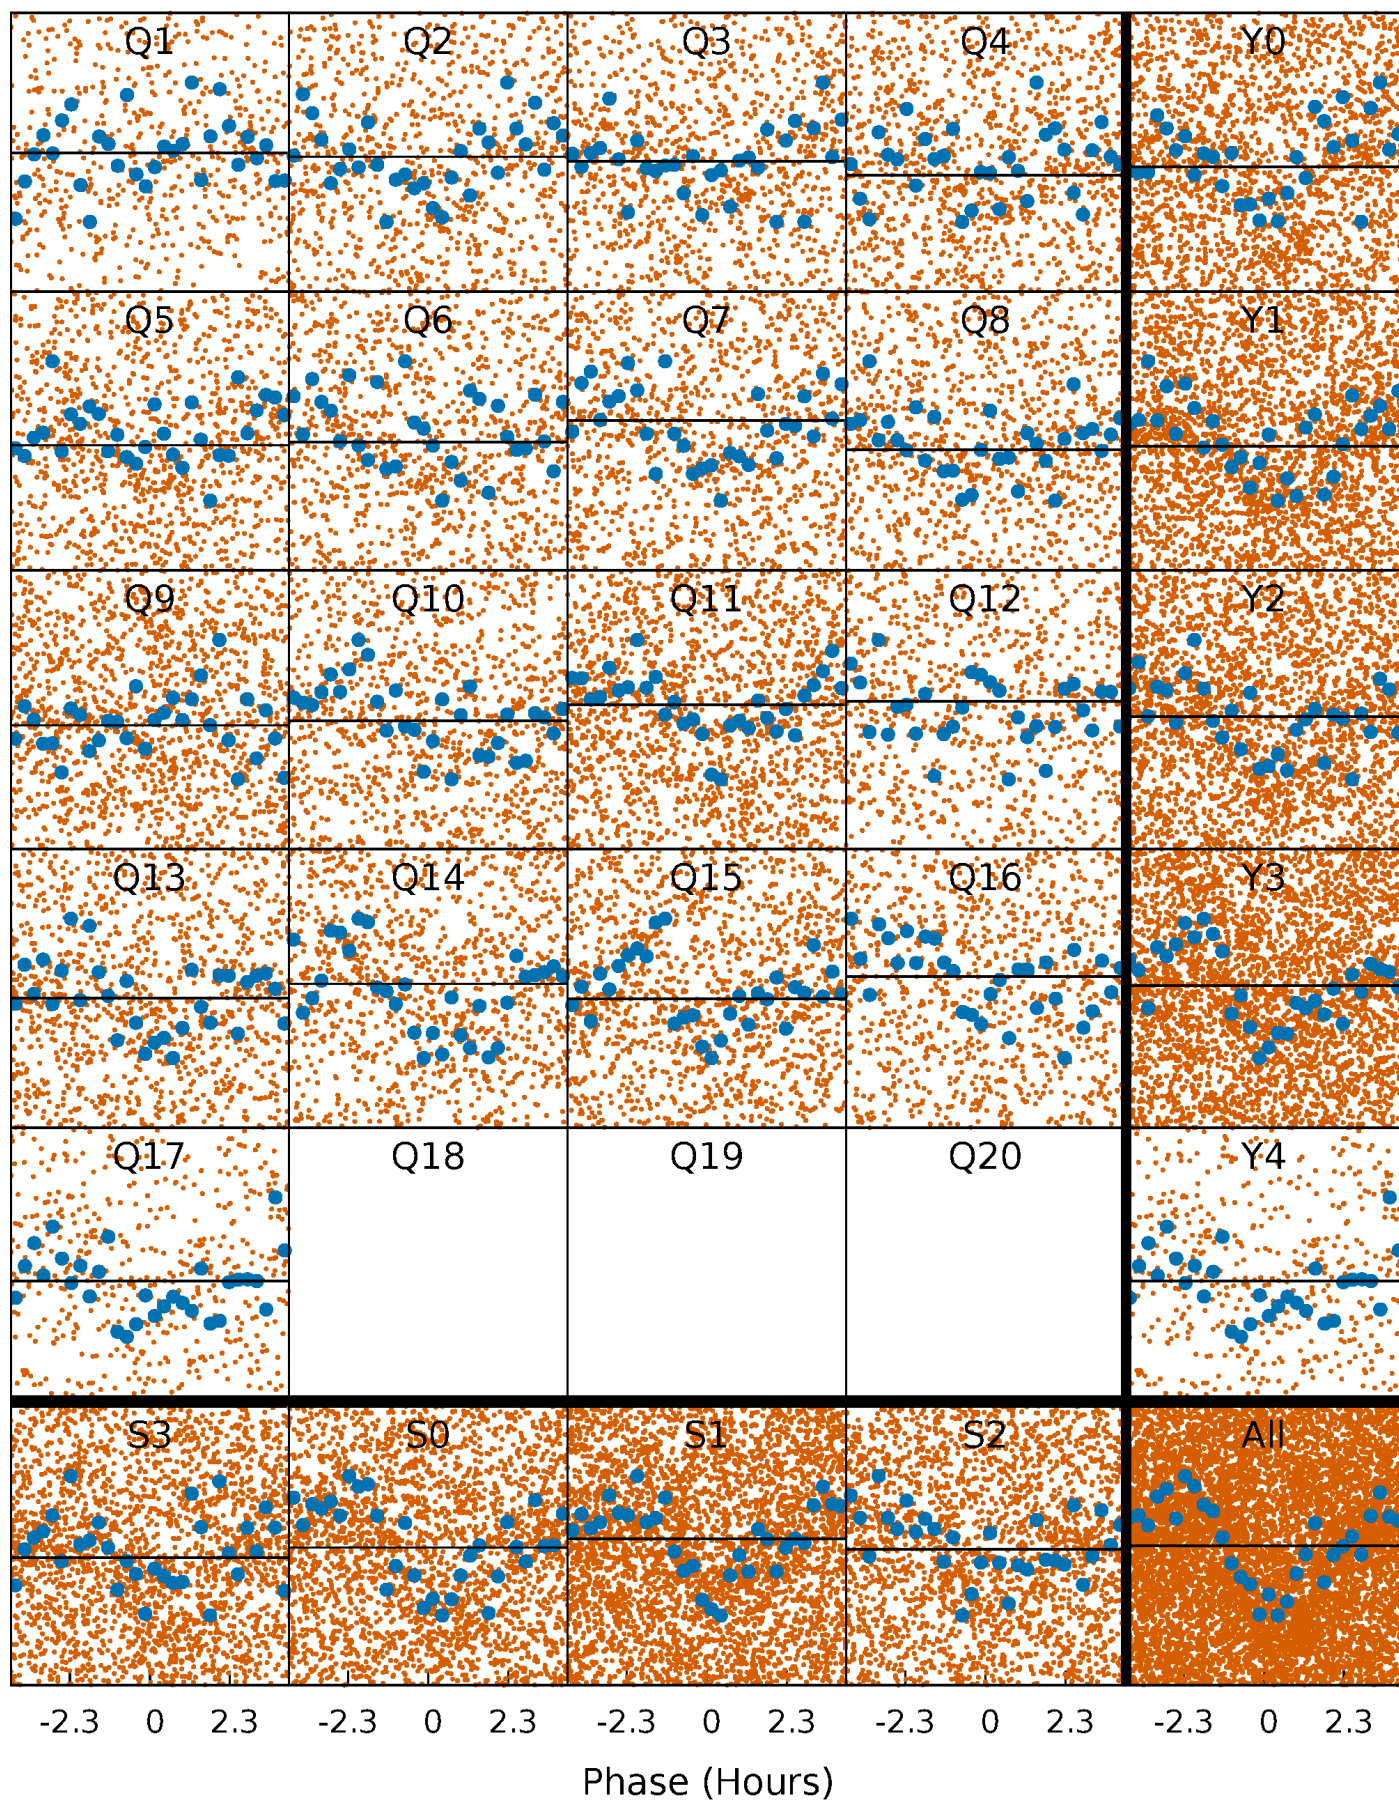 Q1 Q2 Q3 Q4 Y0
Q5 Q6 Q7 Q8 Y1
Q9 Q10 Q11 Q12 Y2
Q13 Q14 Q15 Q16 Y3
Q17 Q18 Q19 Q20 Y4
S3 S0 S1 S2 All
-2.3 0 2.3 -2.3 0 2.3 -2.3 0 2.3 -2.3 0 2.3 -2.3 0 2.3
Phase (Hours)